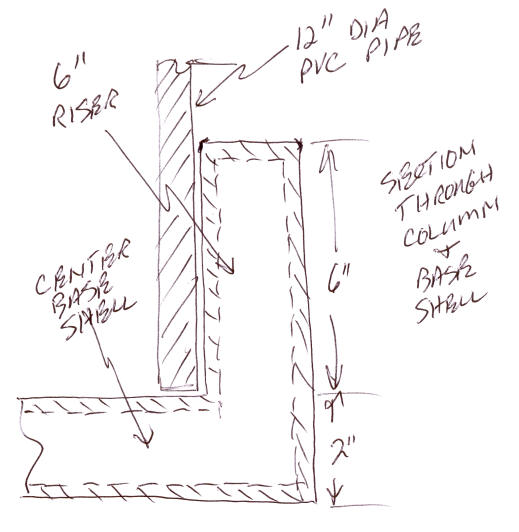 12" DIA
PVC PIPE
6"
RISER
SECTION
THROUGH
COLUMN
+
BASE
SHELL
CENTER
BASE
SHELL
6"
2"